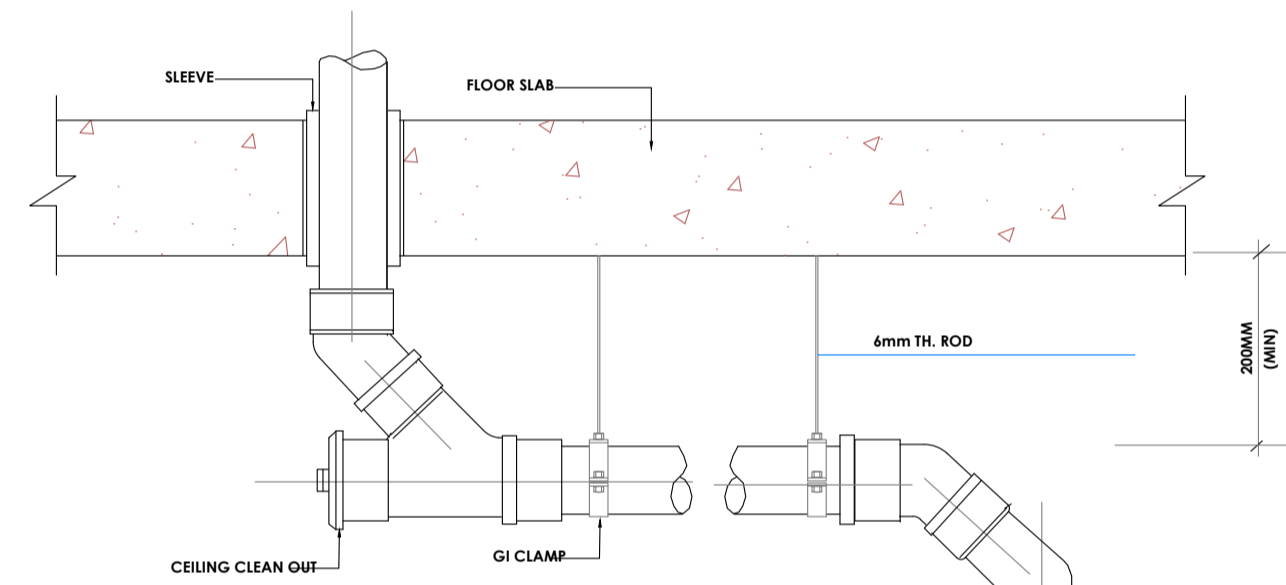 SLEEVE
FLOOR SLAB
6mm TH. ROD
200MM
(MIN)
GI CLAMP
CEILING CLEAN OUT